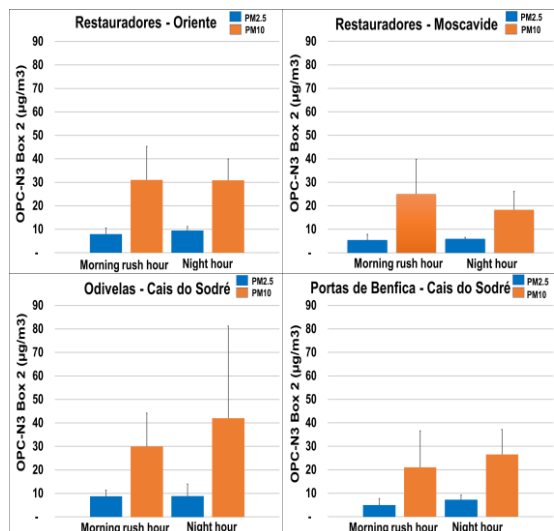 Restauradores - Oriente
PM2.5
PM10
OPC-N3 Box 2 (µg/m3)
90
80
70
60
50
40
30
20
10
-
Morning rush hour Night hour
Restauradores - Moscavide
PM2.5
PM10
OPC-N3 Box 2 (µg/m3)
90
80
70
60
50
40
30
20
10
-
Morning rush hour Night hour
Odivelas - Cais do Sodré
PM2.5
PM10
OPC-N3 Box 2 (µg/m3)
90
80
70
60
50
40
30
20
10
-
Morning rush hour Night hour
Portas de Benfica - Cais do Sodré
PM2.5
PM10
OPC-N3 Box 2 (µg/m3)
90
80
70
60
50
40
30
20
10
-
Morning rush hour Night hour